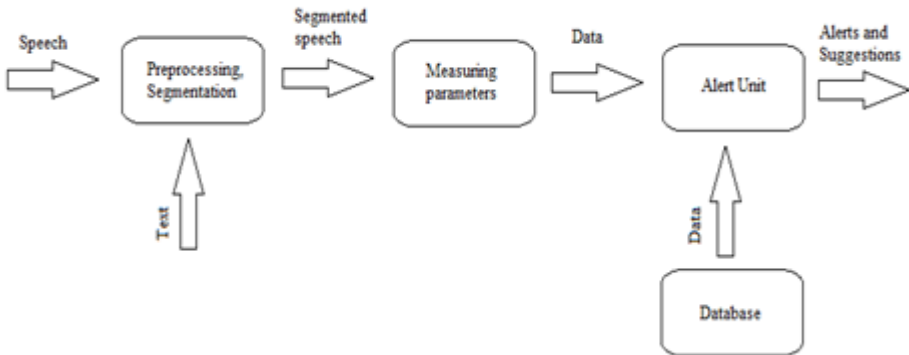 Speech
Preprocessing,
Segmentation
Segmented
speech
Measuring
parameters
Data
Alert Unit
Alerts and
Suggestions
Text
Data
Database